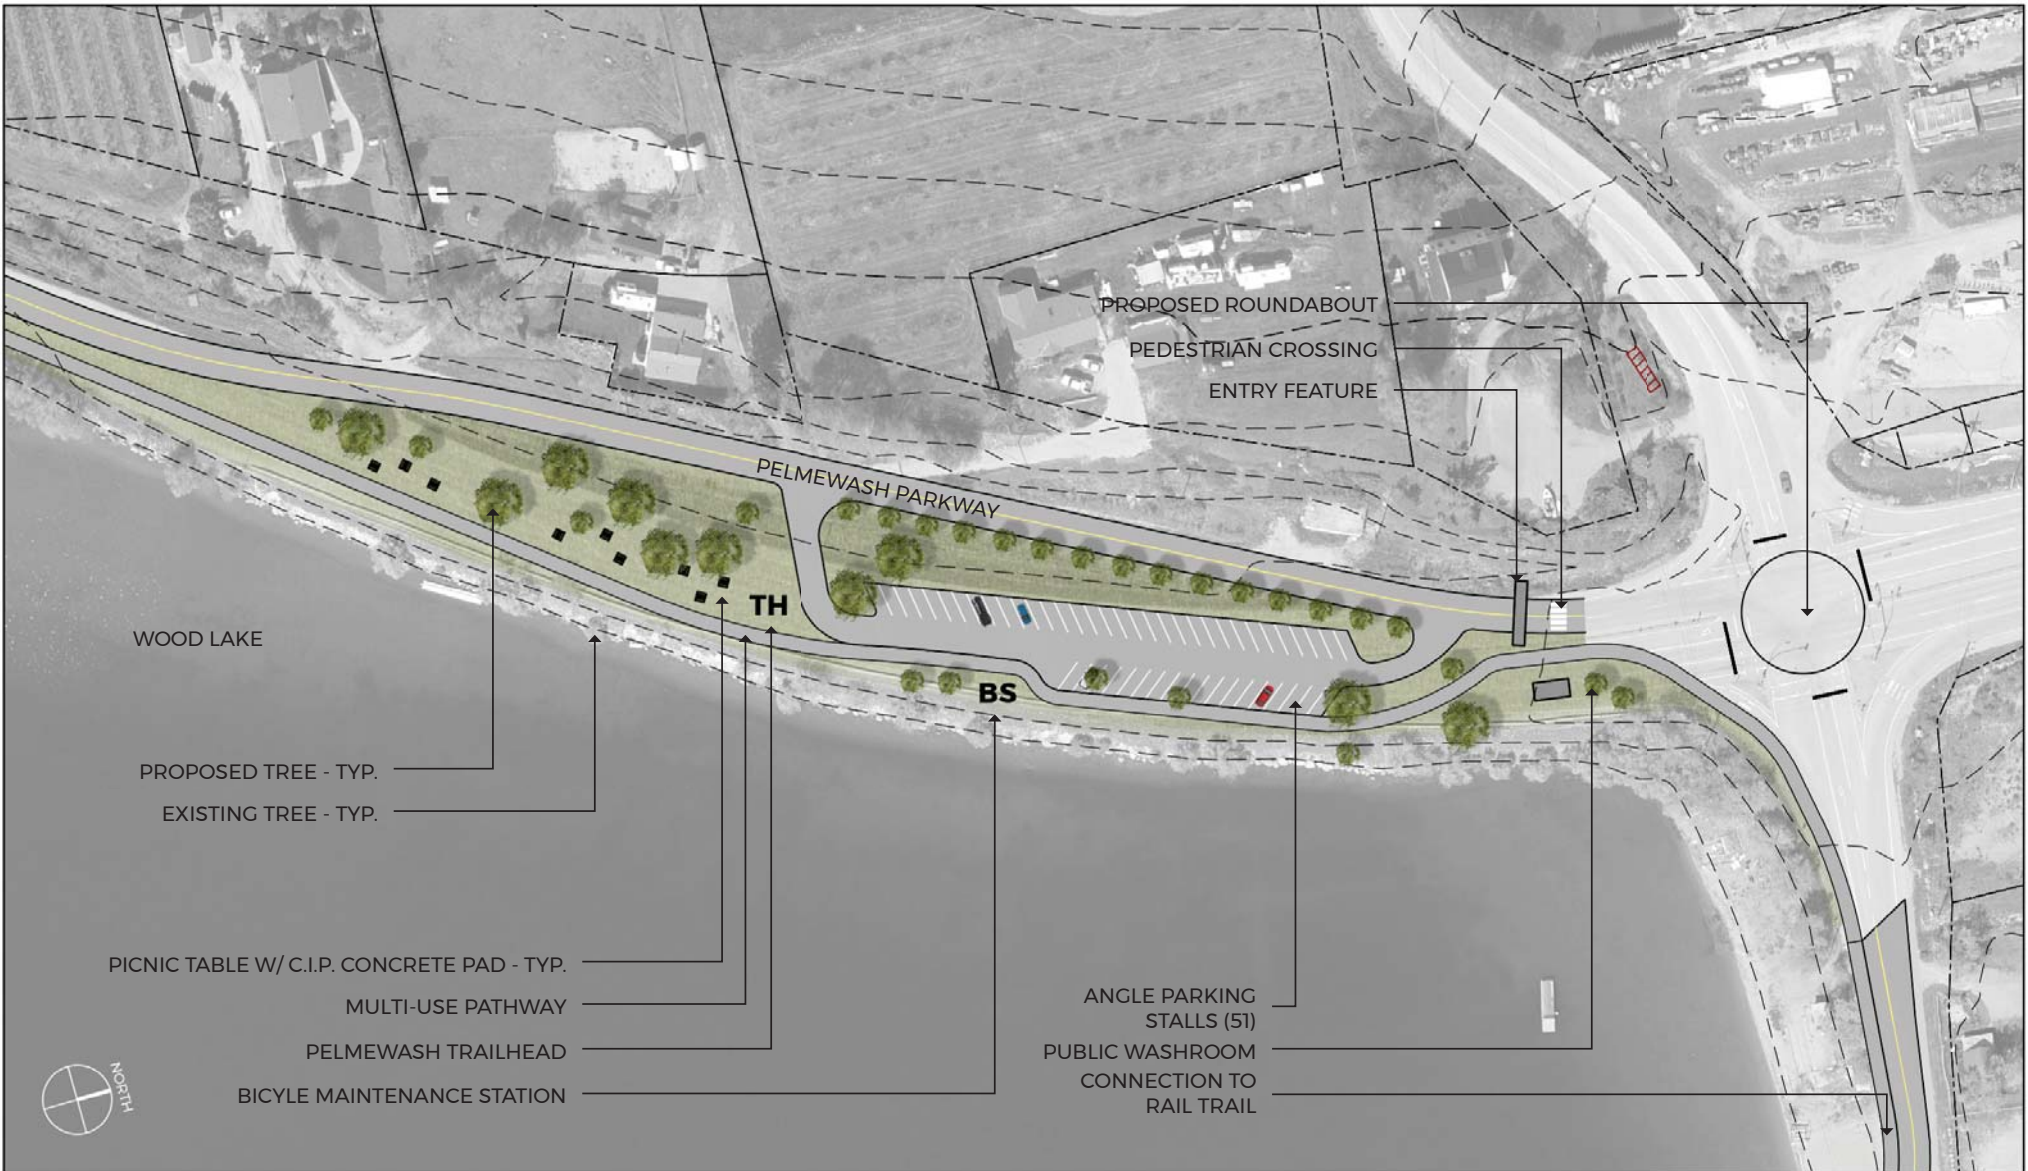 PROPOSED ROUNDABOUT
PEDESTRIAN CROSSING
ENTRY FEATURE
PELMEWASH PARKWAY
TH
WOOD LAKE
BS
PROPOSED TREE - TYP.
EXISTING TREE - TYP.
PICNIC TABLE W/ C.I.P. CONCRETE PAD - TYP.
MULTI-USE PATHWAY
PELMEWASH TRAILHEAD
BICYCLE MAINTENANCE STATION
ANGLE PARKING
STALLS (51)
PUBLIC WASHROOM
CONNECTION TO
RAIL TRAIL
NORTH